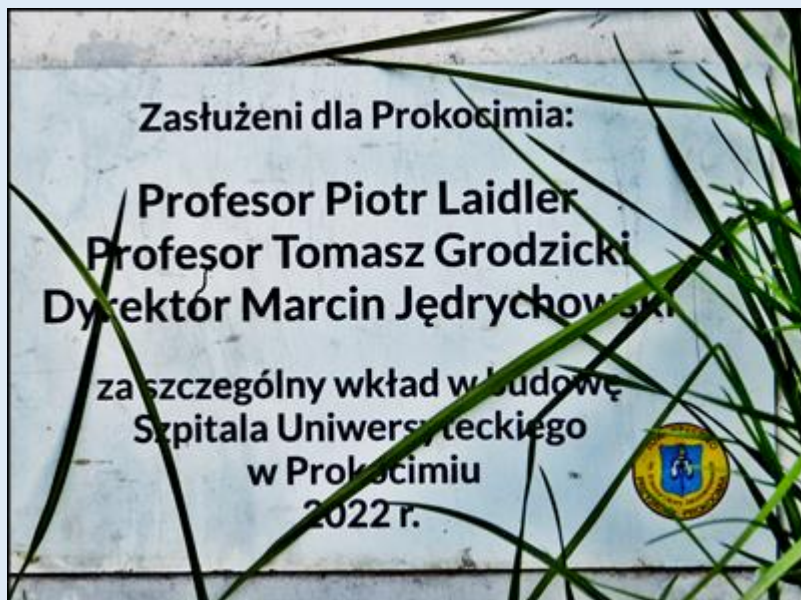 Zasłużeni dla Prokocimia:
Profesor Piotr Laidler
Profesor Tomasz Grodzicki
Dyrektor Marcin Jędrychowski
za szczególny wkład w budowę
Szpitala Uniwersyteckiego
w Prokocimiu
2022 r.